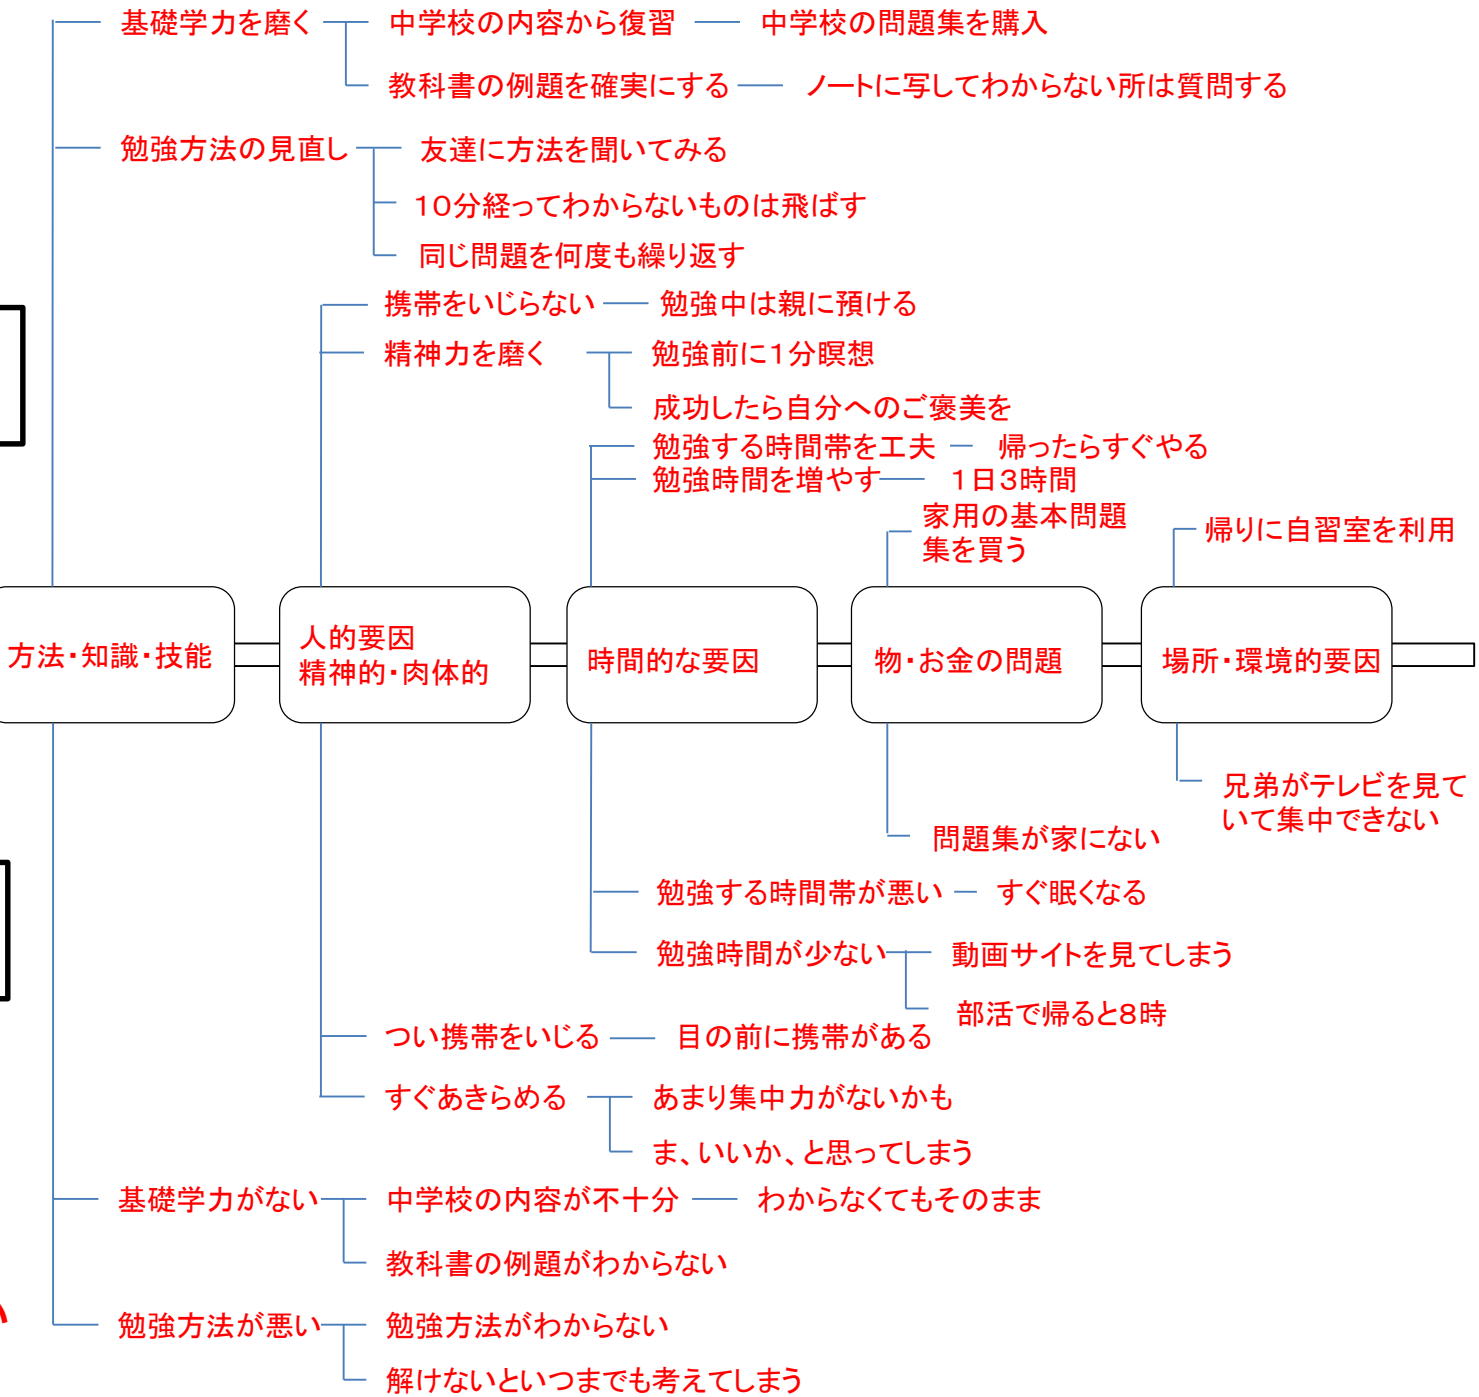 基礎学力を磨く
中学校の内容から復習
中学校の問題集を購入
教科書の例題を確実にする
ノートに写してわからない所は質問する
勉強方法の見直し
友達に方法を聞いてみる
１０分経ってわからないものは飛ばす
同じ問題を何度も繰り返す
携帯をいじらない
勉強中は親に預ける
精神力を磨く
勉強前に１分瞑想
成功したら自分へのご褒美を
勉強する時間帯を工夫
帰ったらすぐやる
勉強時間を増やす
１日３時間
家用の基本問題
集を買う
帰りに自習室を利用
方法・知識・技能
人的要因
精神的・肉体的
時間的な要因
物・お金の問題
場所・環境的要因
兄弟がテレビを見て
いて集中できない
問題集が家にない
勉強する時間帯が悪い
すぐ眠くなる
勉強時間が少ない
動画サイトを見てしまう
部活で帰ると８時
つい携帯をいじる
目の前に携帯がある
すぐあきらめる
あまり集中力がないかも
ま、いいか、と思ってしまう
基礎学力がない
中学校の内容が不十分
わからなくてもそのまま
教科書の例題がわからない
勉強方法が悪い
勉強方法がわからない
解けないといつまでも考えてしまう